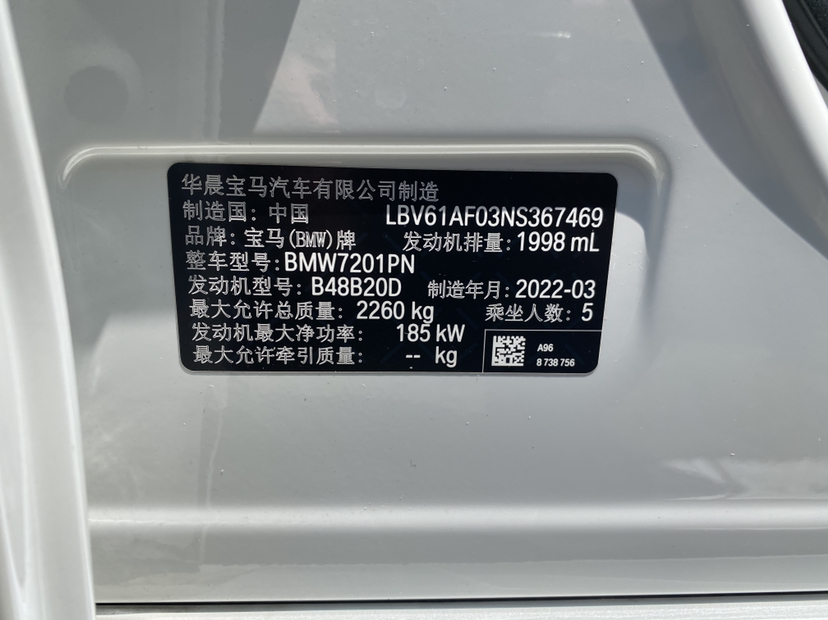 华晨宝马汽车有限公司制造
制造国: 中国 LBV61AF03NS367469
品牌: 宝马(BMW)牌 发动机排量: 1998 mL
整车型号: BMW7201PN
发动机型号: B48B20D 制造年月: 2022-03
最大允许总质量: 2260 kg 乘坐人数: 5
发动机最大净功率: 185 kW
最大允许牵引质量: -- kg
A96
8 738 756